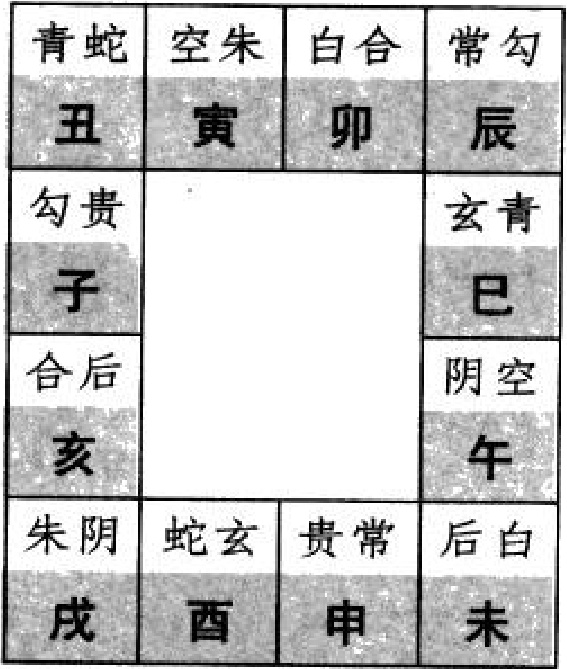 青蛇 空朱 白合 常勾
丑 寅 卯 辰
勾贵 玄青
子 巳
合后 阴空
亥 午
朱阴 蛇玄 贵常 后白
戌 酉 申 未